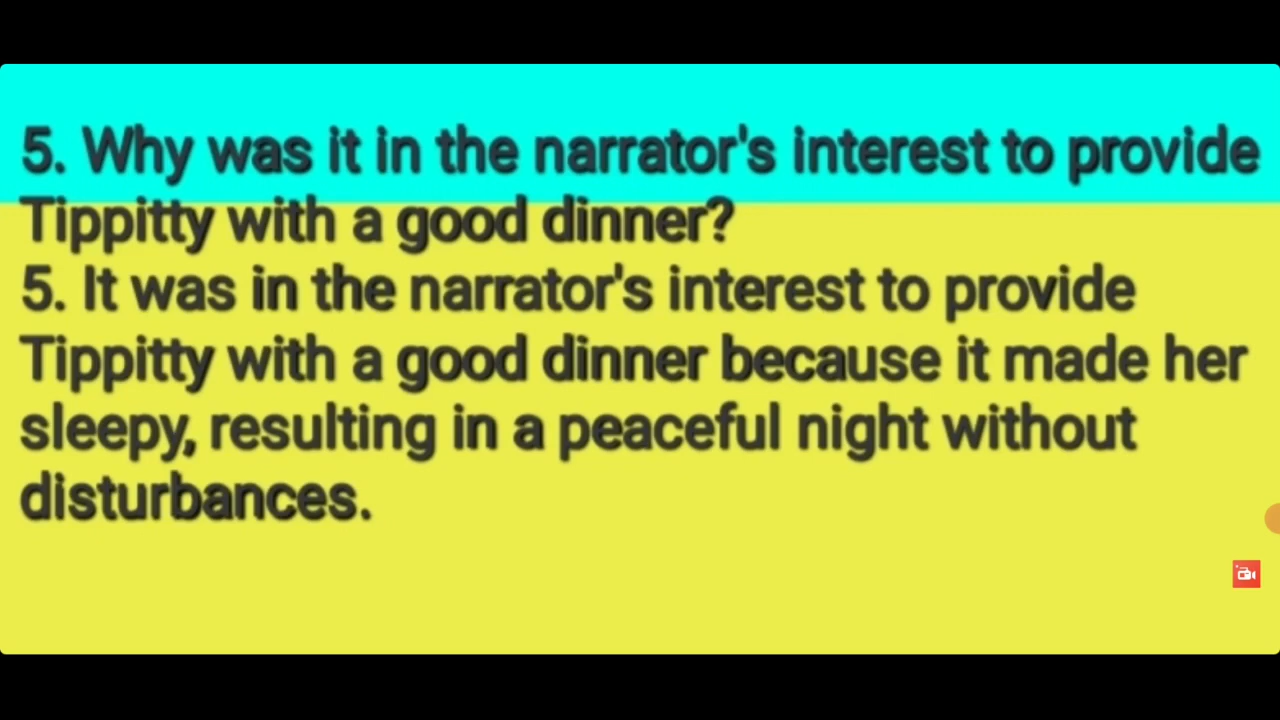 5. Why was it in the narrator's interest to provide
Tippitty with a good dinner?
5. It was in the narrator's interest to provide
Tippitty with a good dinner because it made her
sleepy, resulting in a peaceful night without
disturbances.